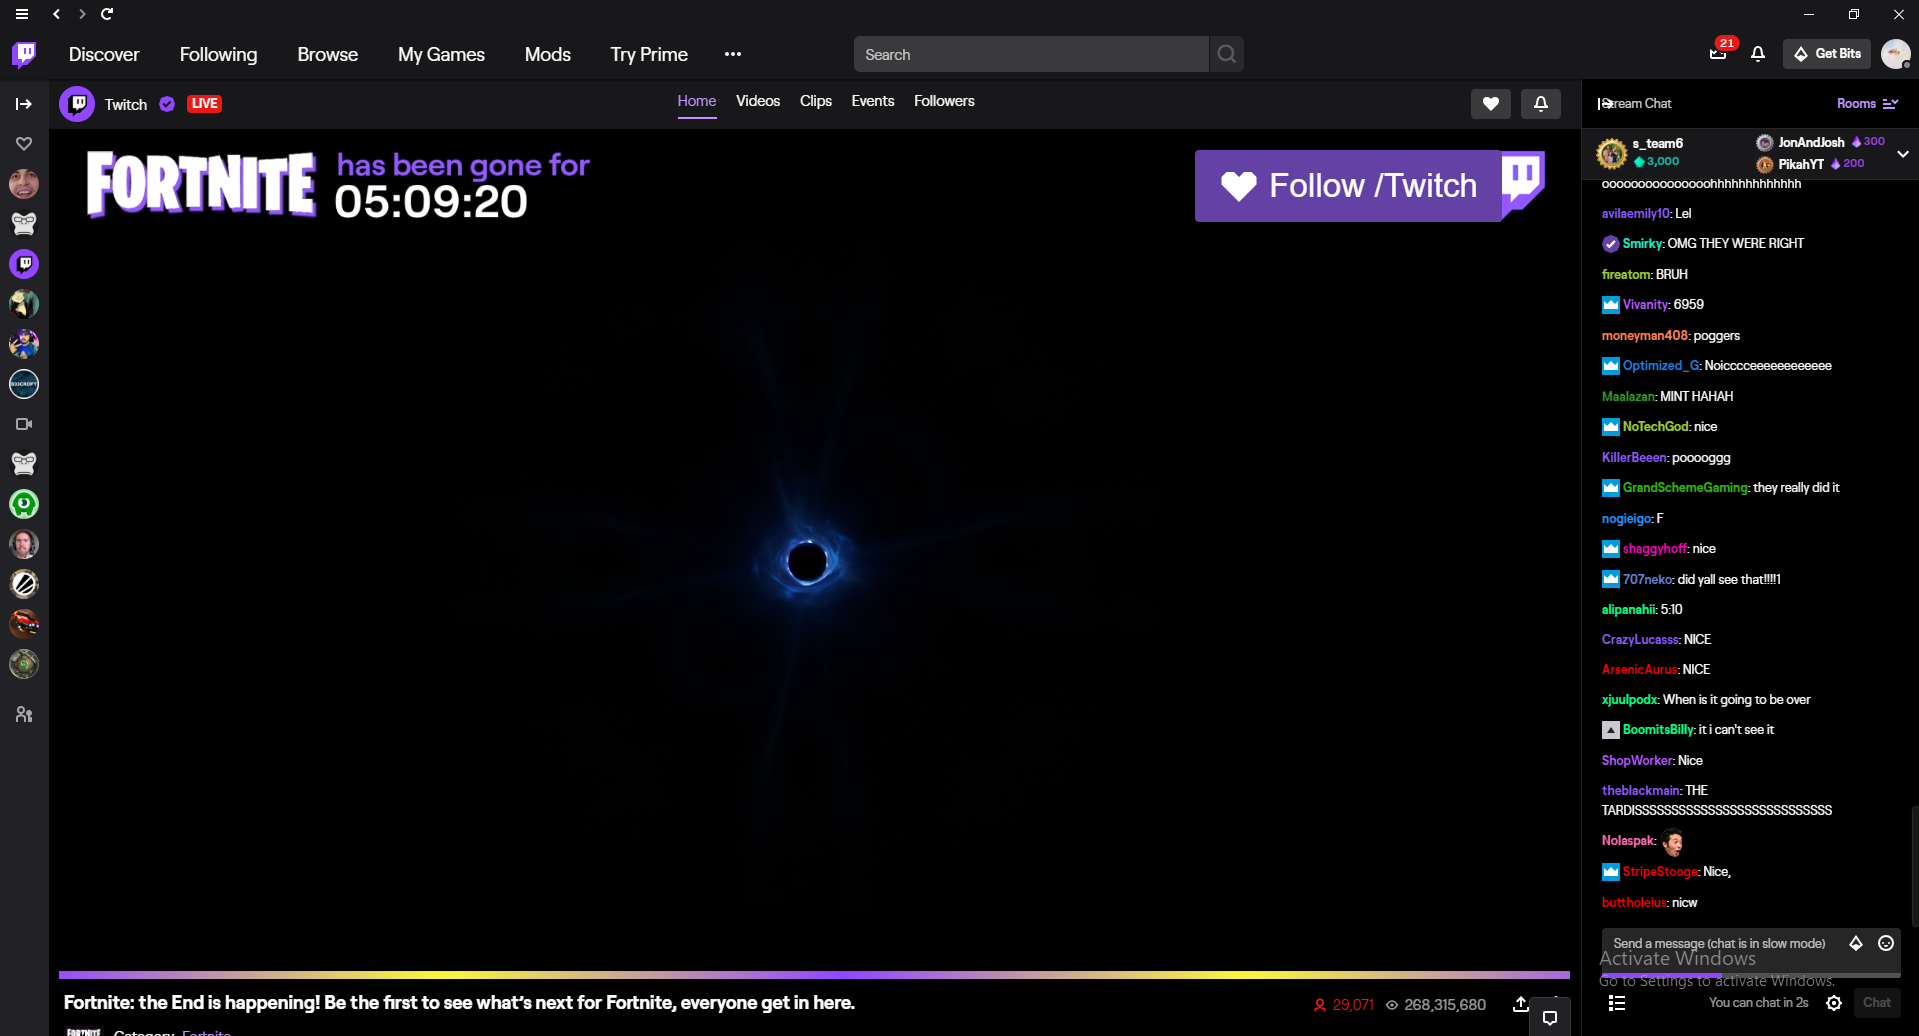 Discover
Following
Browse
My Games
Mods
Try Prime
Search
21
Get Bits
Twitch
LIVE
Home
Videos
Clips
Events
Followers
Stream Chat
Rooms
FORTNITE
has been gone for
05:09:20
Follow /Twitch
s_team6
3,000
JonAndJosh 300
PikahYT 200
avilaemily10: Lel
Smirky: OMG THEY WERE RIGHT
fireatom: BRUH
Vivanity: 6959
moneyman408: poggers
Optimized_G: Noicccceeeeeeeeeeee
Maalazan: MINT HAHAH
NoTechGod: nice
KillerBeeen: pooooggg
GrandSchemeGaming: they really did it
nogieigo: F
shaggyhoff: nice
707neko: did yall see that!!!!1
alipanahii: 5:10
CrazyLucasss: NICE
ArsenicAurus: NICE
xjuulpodx: When is it going to be over
BoomitsBilly: it i can't see it
ShopWorker: Nice
theblackmain: THE
TARDISSSSSSSSSSSSSSSSSSSSSSSSSSS
Nolaspak:
StripeStooge: Nice,
buttholeius: nicw
Send a message (chat is in slow mode)
Activate Windows
Go to Settings to activate Windows.
You can chat in 2s
Chat
Fortnite: the End is happening! Be the first to see what's next for Fortnite, everyone get in here.
29,071
268,315,680
FORTNITE
Category Fortnite